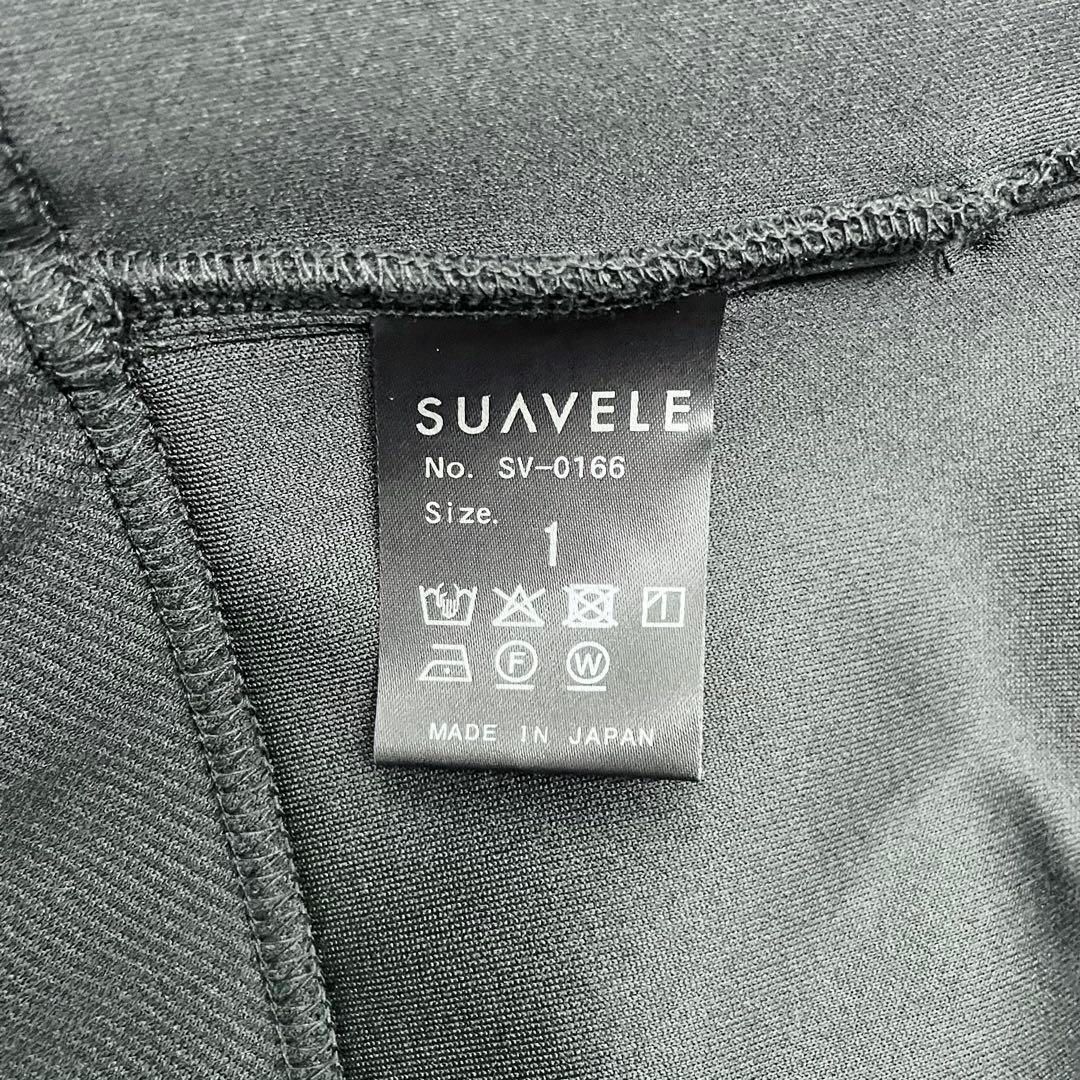 SUAVELE
No. SV-0166
Size.
1
F W
MADE IN JAPAN